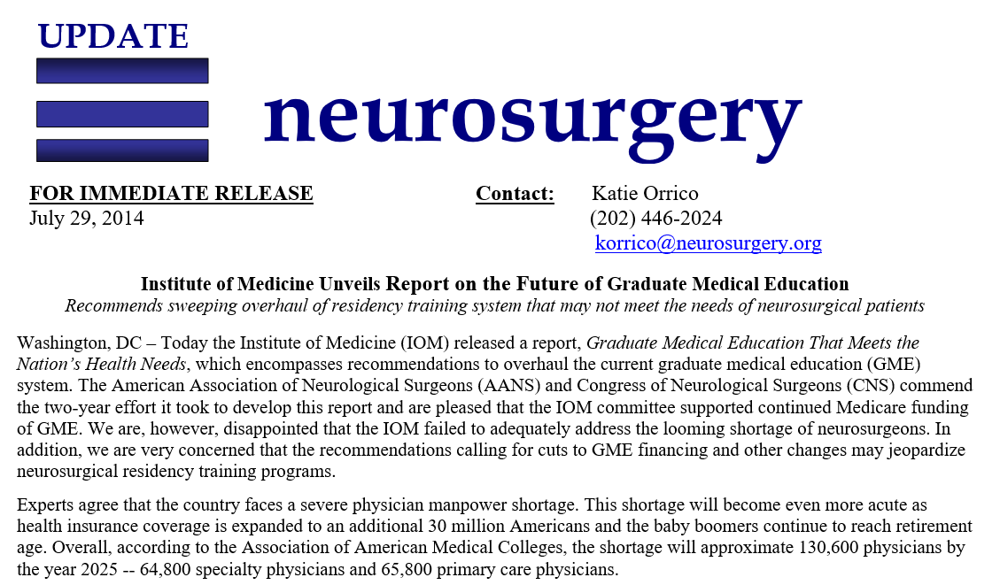 UPDATE
neurosurgery
FOR IMMEDIATE RELEASE Contact: Katie Orrico
July 29, 2014 (202) 446-2024
korrico@neurosurgery.org
Institute of Medicine Unveils Report on the Future of Graduate Medical Education
Recommends sweeping overhaul of residency training system that may not meet the needs of neurosurgical patients
Washington, DC – Today the Institute of Medicine (IOM) released a report, Graduate Medical Education That Meets the
Nation’s Health Needs, which encompasses recommendations to overhaul the current graduate medical education (GME)
system. The American Association of Neurological Surgeons (AANS) and Congress of Neurological Surgeons (CNS) commend
the two-year effort it took to develop this report and are pleased that the IOM committee supported continued Medicare funding
of GME. We are, however, disappointed that the IOM failed to adequately address the looming shortage of neurosurgeons. In
addition, we are very concerned that the recommendations calling for cuts to GME financing and other changes may jeopardize
neurosurgical residency training programs.
Experts agree that the country faces a severe physician manpower shortage. This shortage will become even more acute as
health insurance coverage is expanded to an additional 30 million Americans and the baby boomers continue to reach retirement
age. Overall, according to the Association of American Medical Colleges, the shortage will approximate 130,600 physicians by
the year 2025 -- 64,800 specialty physicians and 65,800 primary care physicians.